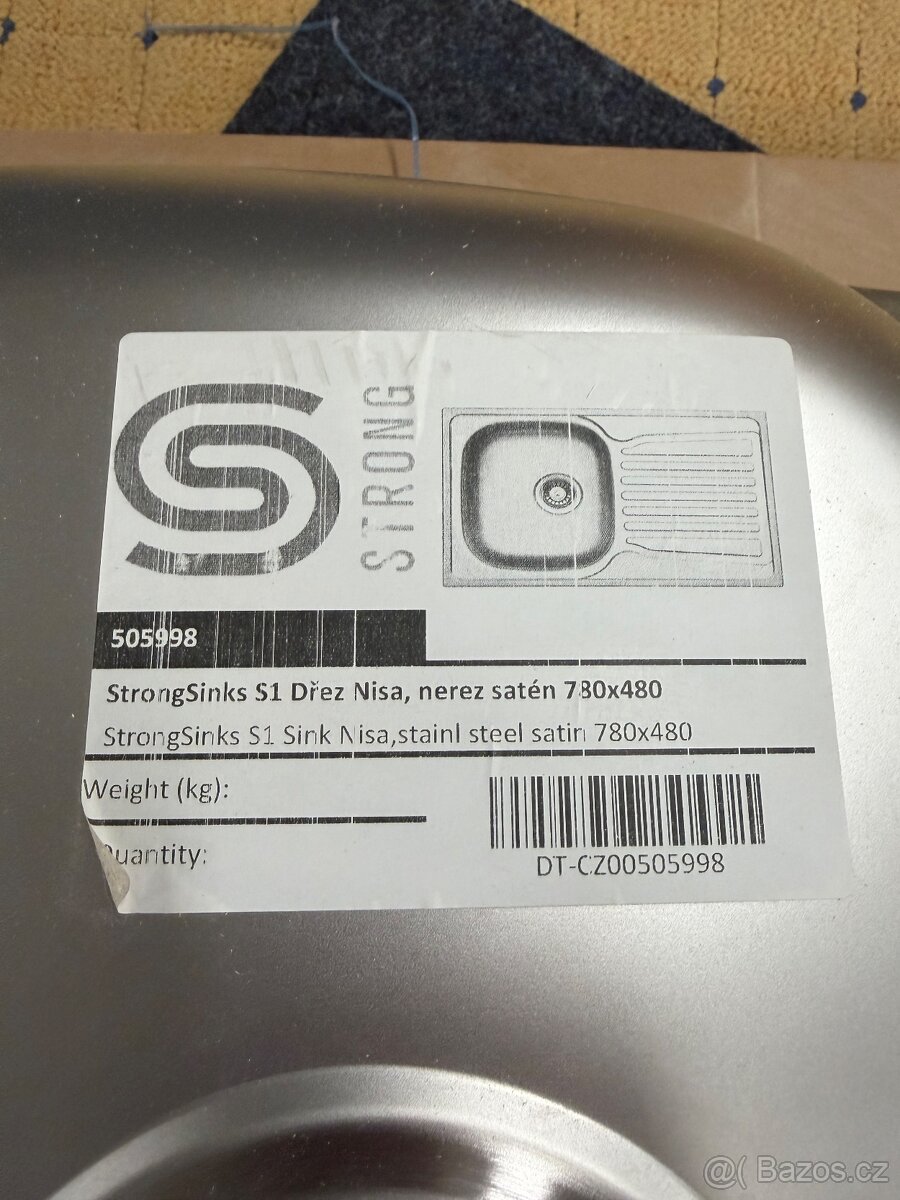 STRONG
505998
StrongSinks S1 Dřez Nisa, nerez satén 780x480
StrongSinks S1 Sink Nisa,stainl steel satin 780x480
Weight (kg):
Quantity:
DT-CZ00505998
@( Bazos.cz